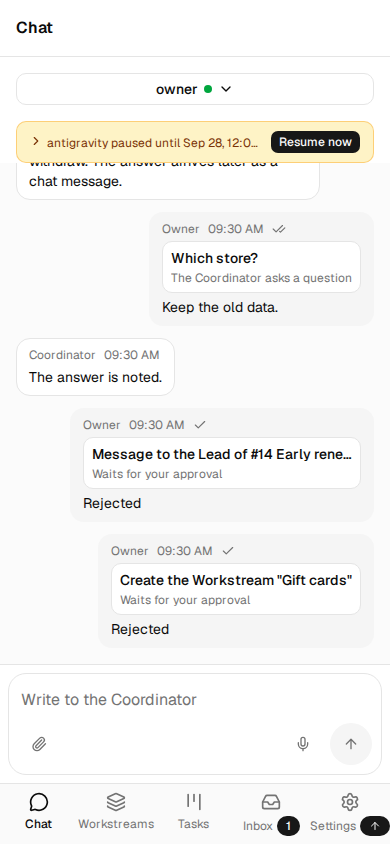 Chat
owner
antigravity paused until Sep 28, 12:0... Resume now
withdraw. The answer arrives later as a
chat message.
Owner 09:30 AM
Which store?
The Coordinator asks a question
Keep the old data.
Coordinator 09:30 AM
The answer is noted.
Owner 09:30 AM
Message to the Lead of #14 Early rene...
Waits for your approval
Rejected
Owner 09:30 AM
Create the Workstream "Gift cards"
Waits for your approval
Rejected
Write to the Coordinator
Chat Workstreams Tasks Inbox 1 Settings